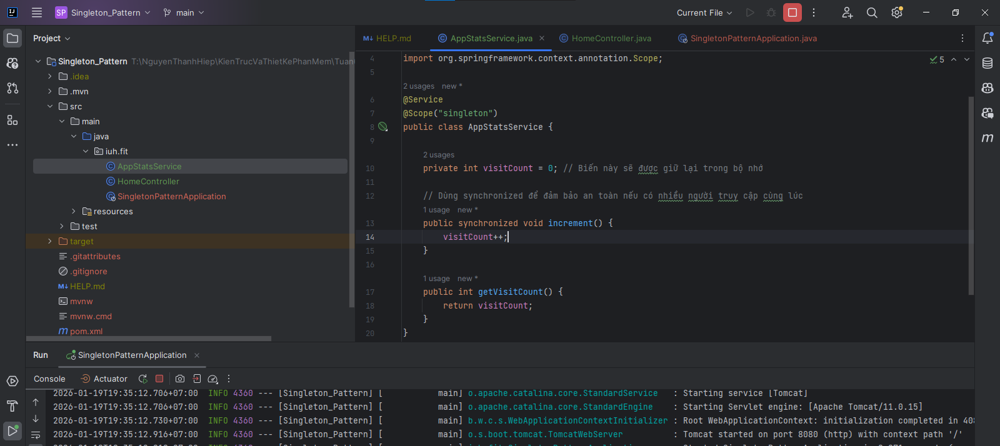 SP Singleton_Pattern main Current File
Project
Singleton_Pattern T:\NguyenThanhHiep\KienTrucVaThietKePhanMem\Tuan
.idea
.mvn
src
main
java
iuh.fit
AppStatsService
HomeController
SingletonPatternApplication
resources
test
target
.gitattributes
.gitignore
M↓ HELP.md
mvnw
mvnw.cmd
m pom.xml
M↓ HELP.md AppStatsService.java HomeController.java SingletonPatternApplication.java
4 import org.springframework.context.annotation.Scope;
5
5
2 usages new *
6 @Service
7 @Scope("singleton")
8 public class AppStatsService {
9
2 usages
10 private int visitCount = 0; // Biến này sẽ được giữ lại trong bộ nhớ
11
12 // Dùng synchronized để đảm bảo an toàn nếu có nhiều người truy cập cùng lúc
1 usage new *
13 public synchronized void increment() {
14 visitCount++;
15 }
16
1 usage new *
17 public int getVisitCount() {
18 return visitCount;
19 }
20 }
Run SingletonPatternApplication
Console Actuator
2026-01-19T19:35:12.706+07:00 INFO 4360 --- [Singleton_Pattern] [ main] o.apache.catalina.core.StandardService : Starting service [Tomcat]
2026-01-19T19:35:12.706+07:00 INFO 4360 --- [Singleton_Pattern] [ main] o.apache.catalina.core.StandardEngine : Starting Servlet engine: [Apache Tomcat/11.0.15]
2026-01-19T19:35:12.730+07:00 INFO 4360 --- [Singleton_Pattern] [ main] b.w.c.s.WebApplicationContextInitializer : Root WebApplicationContext: initialization completed in 408
2026-01-19T19:35:12.916+07:00 INFO 4360 --- [Singleton_Pattern] [ main] o.s.boot.tomcat.TomcatWebServer : Tomcat started on port 8080 (http) with context path '/'